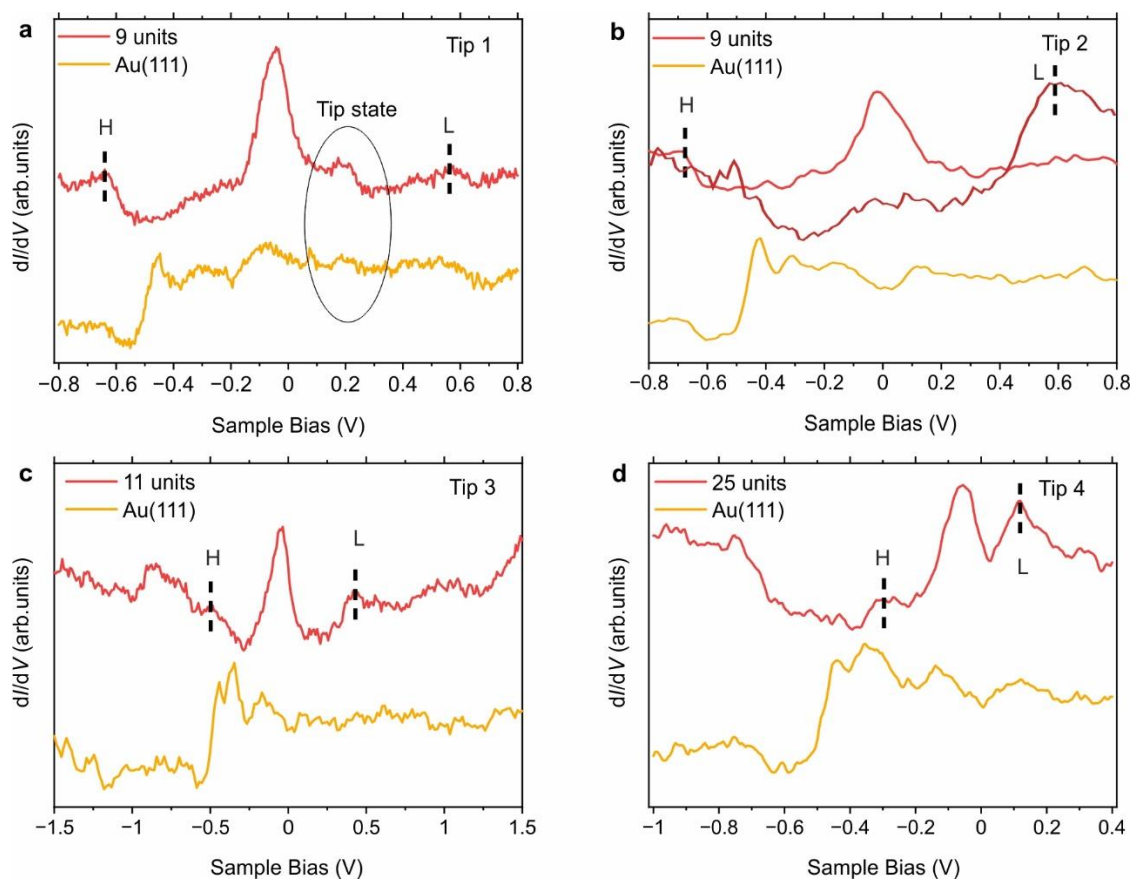 a
9 units
Au(111)
Tip 1
Tip state
H
L
dI/dV (arb.units)
−0.8 −0.6 −0.4 −0.2 0 0.2 0.4 0.6 0.8
Sample Bias (V)
b
9 units
Au(111)
Tip 2
L
H
dI/dV (arb.units)
−0.8 −0.6 −0.4 −0.2 0 0.2 0.4 0.6 0.8
Sample Bias (V)
c
11 units
Au(111)
Tip 3
H
L
dI/dV (arb.units)
−1.5 −1.0 −0.5 0 0.5 1.0 1.5
Sample Bias (V)
d
25 units
Au(111)
Tip 4
H
L
dI/dV (arb.units)
−1 −0.8 −0.6 −0.4 −0.2 0 0.2 0.4
Sample Bias (V)